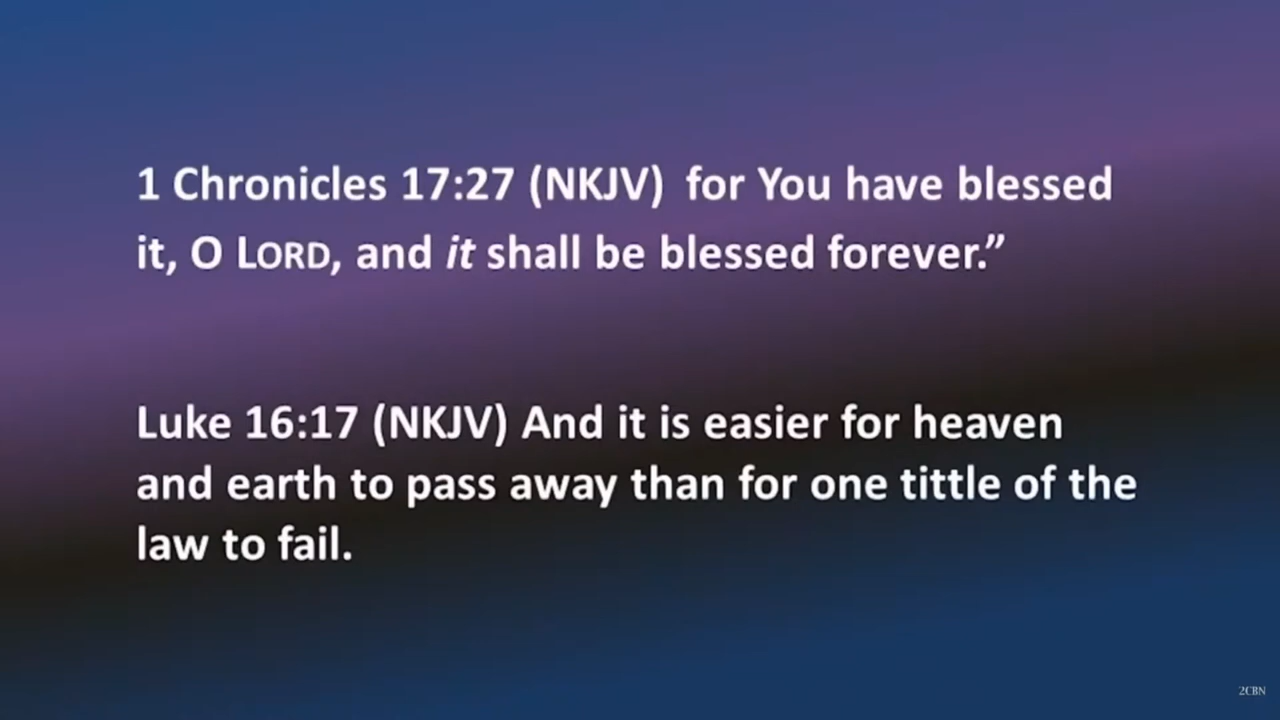 1 Chronicles 17:27 (NKJV)  for You have blessed
it, O LORD, and it shall be blessed forever.”
Luke 16:17 (NKJV) And it is easier for heaven
and earth to pass away than for one tittle of the
law to fail.
2CBN